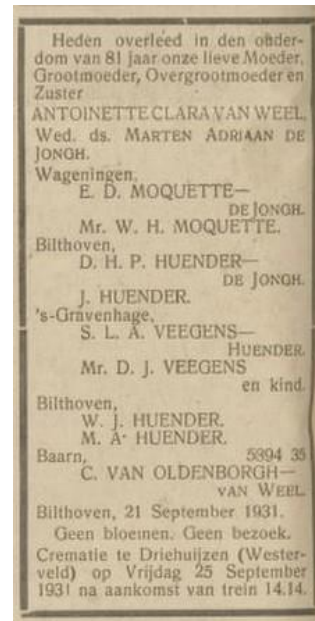 Heden overleed in den ouder-
dom van 81 jaar onze lieve Moeder,
Grootmoeder, Overgrootmoeder en
Zuster
ANTOINETTE CLARA VAN WEEL,
Wed. ds. MARTEN ADRIAAN DE
JONGH.
Wageningen,
E. D. MOQUETTE—
DE JONGH.
Mr. W. H. MOQUETTE.
Bilthoven,
D. H. P. HUENDER—
DE JONGH.
J. HUENDER.
's-Gravenhage,
S. L. A. VEEGENS—
HUENDER.
Mr. D. J. VEEGENS
en kind.
Bilthoven,
W. J. HUENDER.
M. A. HUENDER.
Baarn, 5394 35
C. VAN OLDENBORGH—
VAN WEEL.
Bilthoven, 21 September 1931.
Geen bloemen. Geen bezoek.
Crematie te Driehuijzen (Wester-
veld) op Vrijdag 25 September
1931 na aankomst van trein 14.14.